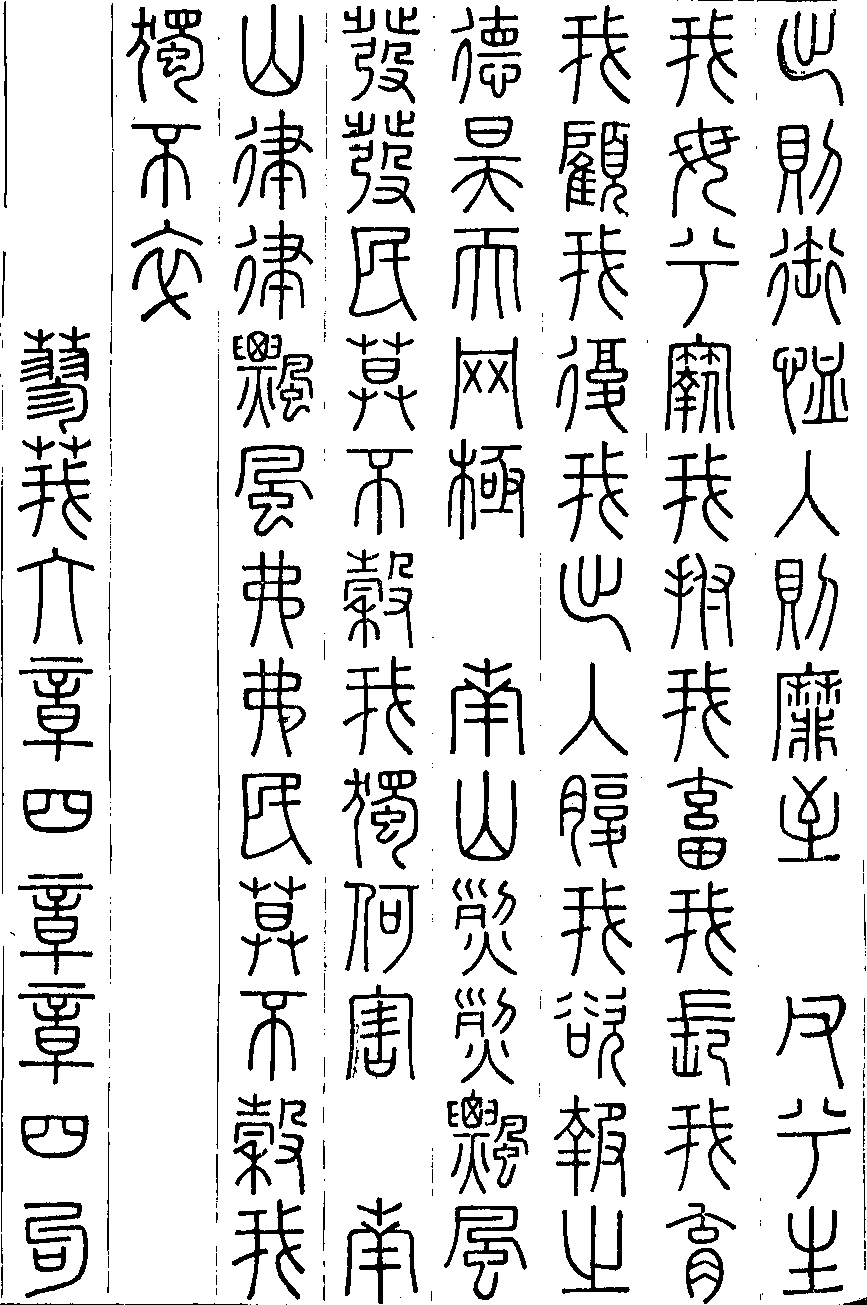 出則銜恤入則靡至　父兮生
我母兮鞠我拊我畜我長我育
我顧我復我出入腹我欲報之
德昊天网極　南山烈烈飄風
發發民莫不穀我獨何害　南
山律律飄風弗弗民莫不穀我
獨不卒
蓼莪六章四章章四句